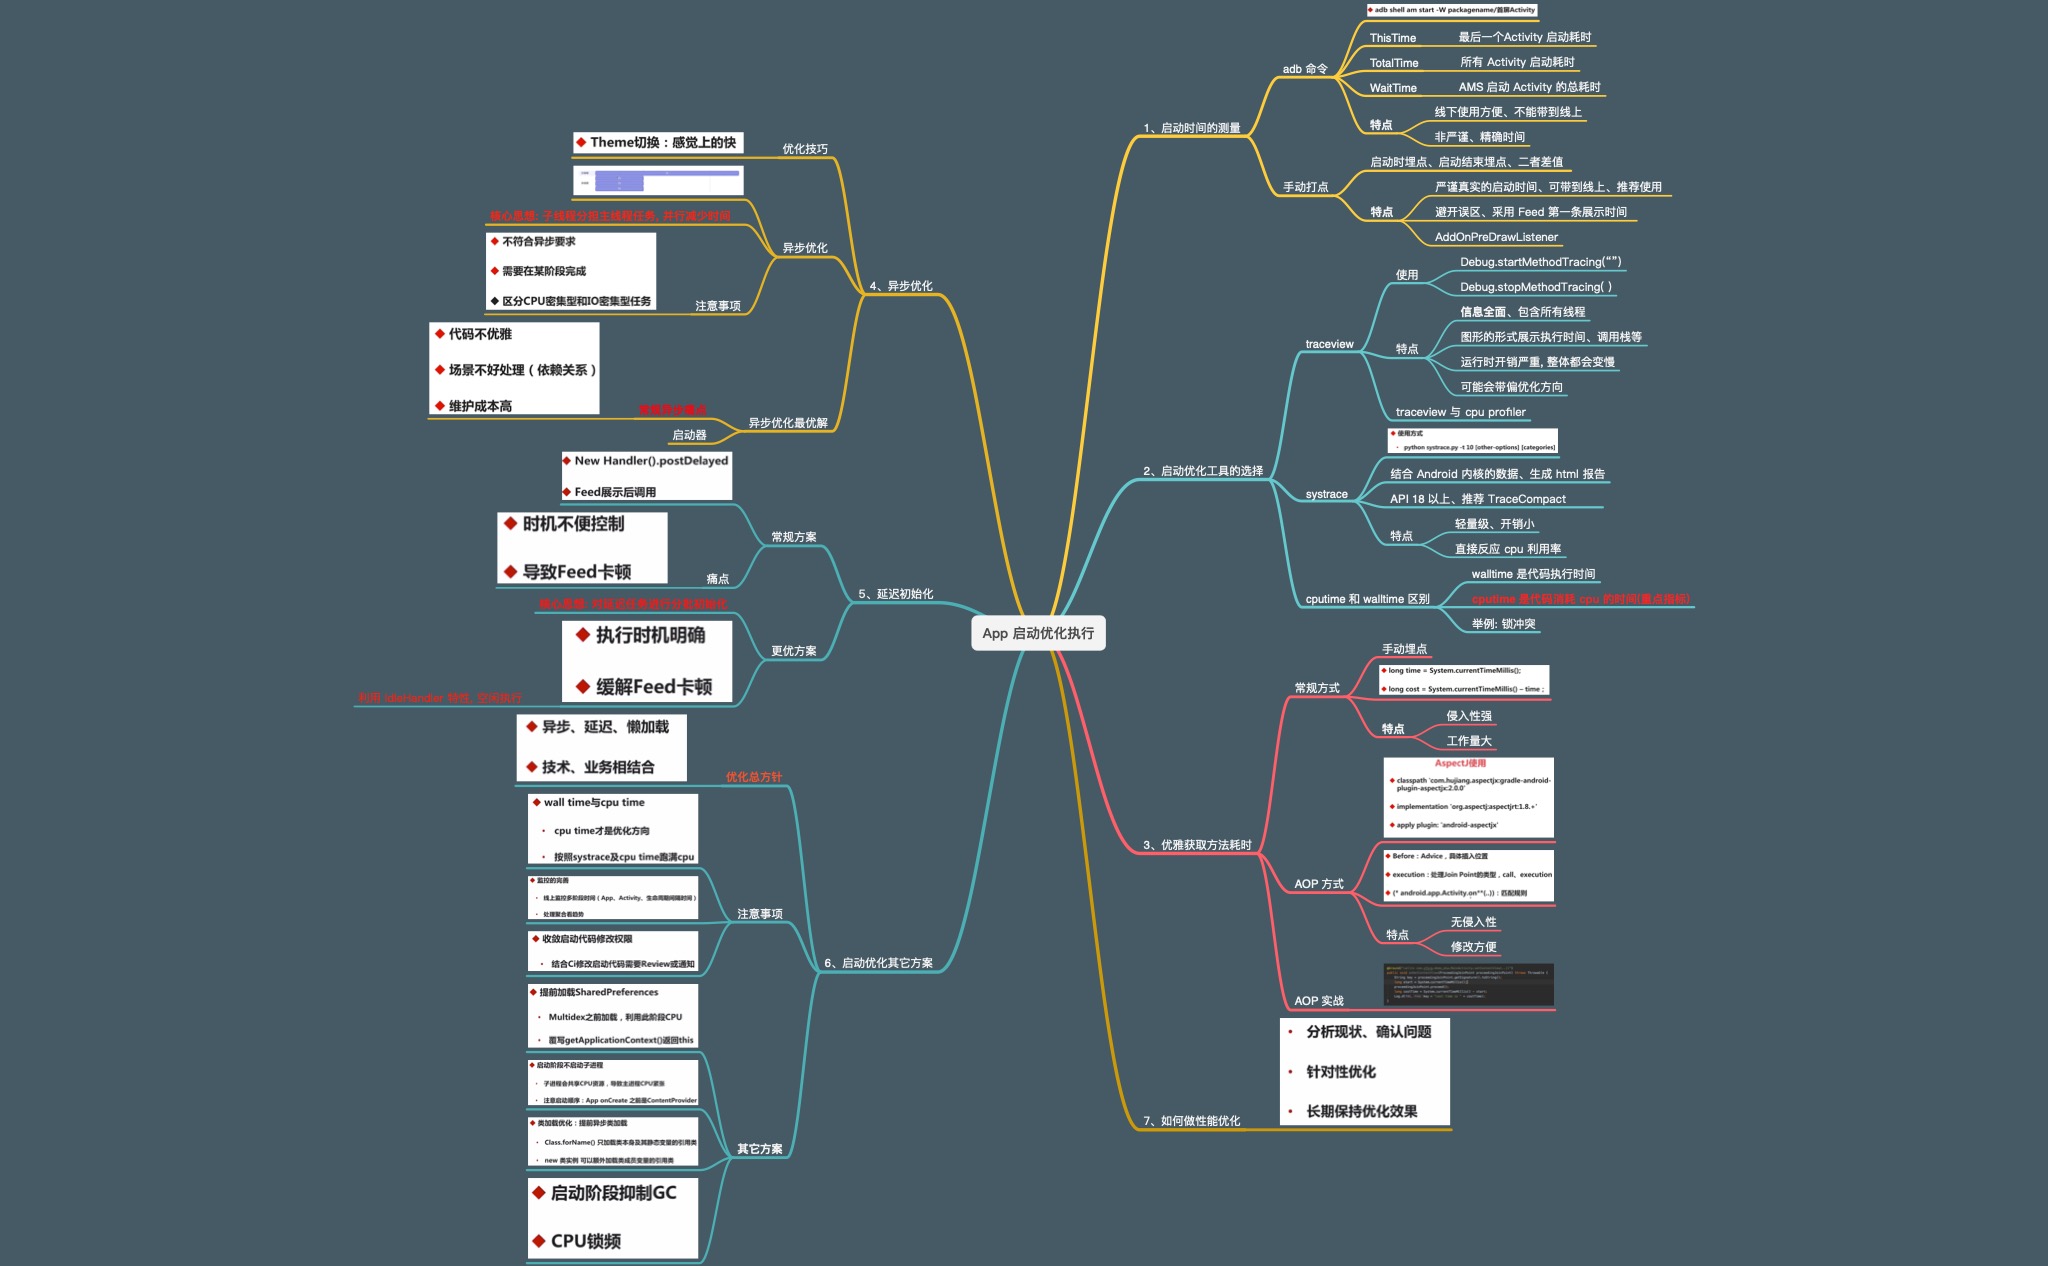 App 启动优化执行
1、启动时间的测量
adb 命令
adb shell am start -W packagename/首屏Activity
ThisTime
最后一个Activity 启动耗时
TotalTime
所有 Activity 启动耗时
WaitTime
AMS 启动 Activity 的总耗时
特点
线下使用方便、不能带到线上
非严谨、精确时间
手动打点
启动时埋点、启动结束埋点、二者差值
特点
严谨真实的启动时间、可带到线上、推荐使用
避开误区、采用 Feed 第一条展示时间
AddOnPreDrawListener
2、启动优化工具的选择
traceview
使用
Debug.startMethodTracing(“”)
Debug.stopMethodTracing( )
特点
信息全面、包含所有线程
图形的形式展示执行时间、调用栈等
运行时开销严重, 整体都会变慢
可能会带偏优化方向
traceview 与 cpu profiler
systrace
使用方式
python systrace.py -t 10 [other-options] [categories]
结合 Android 内核的数据、生成 html 报告
API 18 以上、推荐 TraceCompact
特点
轻量级、开销小
直接反应 cpu 利用率
cputime 和 walltime 区别
walltime 是代码执行时间
cputime 是代码消耗 cpu 的时间(重点指标)
举例: 锁冲突
3、优雅获取方法耗时
常规方式
手动埋点
long time = System.currentTimeMillis();
long cost = System.currentTimeMillis() – time ;
特点
侵入性强
工作量大
AOP 方式
AspectJ使用
classpath 'com.hujiang.aspectjx:gradle-android-
plugin-aspectjx:2.0.0'
implementation 'org.aspectj:aspectjrt:1.8.+'
apply plugin: 'android-aspectjx'
Before：Advice，具体插入位置
execution：处理Join Point的类型，call、execution
(* android.app.Activity.on**(..))：匹配规则
特点
无侵入性
修改方便
AOP 实战
7、如何做性能优化
分析现状、确认问题
针对性优化
长期保持优化效果
4、异步优化
优化技巧
Theme切换：感觉上的快
异步优化
核心思想: 子线程分担主线程任务, 并行减少时间
注意事项
不符合异步要求
需要在某阶段完成
区分CPU密集型和IO密集型任务
异步优化最优解
常规异步痛点
代码不优雅
场景不好处理（依赖关系）
维护成本高
启动器
5、延迟初始化
常规方案
New Handler().postDelayed
Feed展示后调用
痛点
时机不便控制
导致Feed卡顿
更优方案
核心思想: 对延迟任务进行分批初始化
执行时机明确
缓解Feed卡顿
利用 IdleHandler 特性, 空闲执行
6、启动优化其它方案
优化总方针
异步、延迟、懒加载
技术、业务相结合
注意事项
wall time与cpu time
cpu time才是优化方向
按照systrace及cpu time跑满cpu
监控的完善
线上监控多阶段时间（App、Activity、生命周期间隔时间）
处理聚合看趋势
收敛启动代码修改权限
结合Ci修改启动代码需要Review或通知
其它方案
提前加载SharedPreferences
Multidex之前加载，利用此阶段CPU
覆写getApplicationContext()返回this
启动阶段不启动子进程
子进程会共享CPU资源，导致主进程CPU紧张
注意启动顺序：App onCreate 之前是ContentProvider
类加载优化：提前异步类加载
Class.forName() 只加载类本身及其静态变量的引用类
new 类实例 可以额外加载类成员变量的引用类
启动阶段抑制GC
CPU锁频